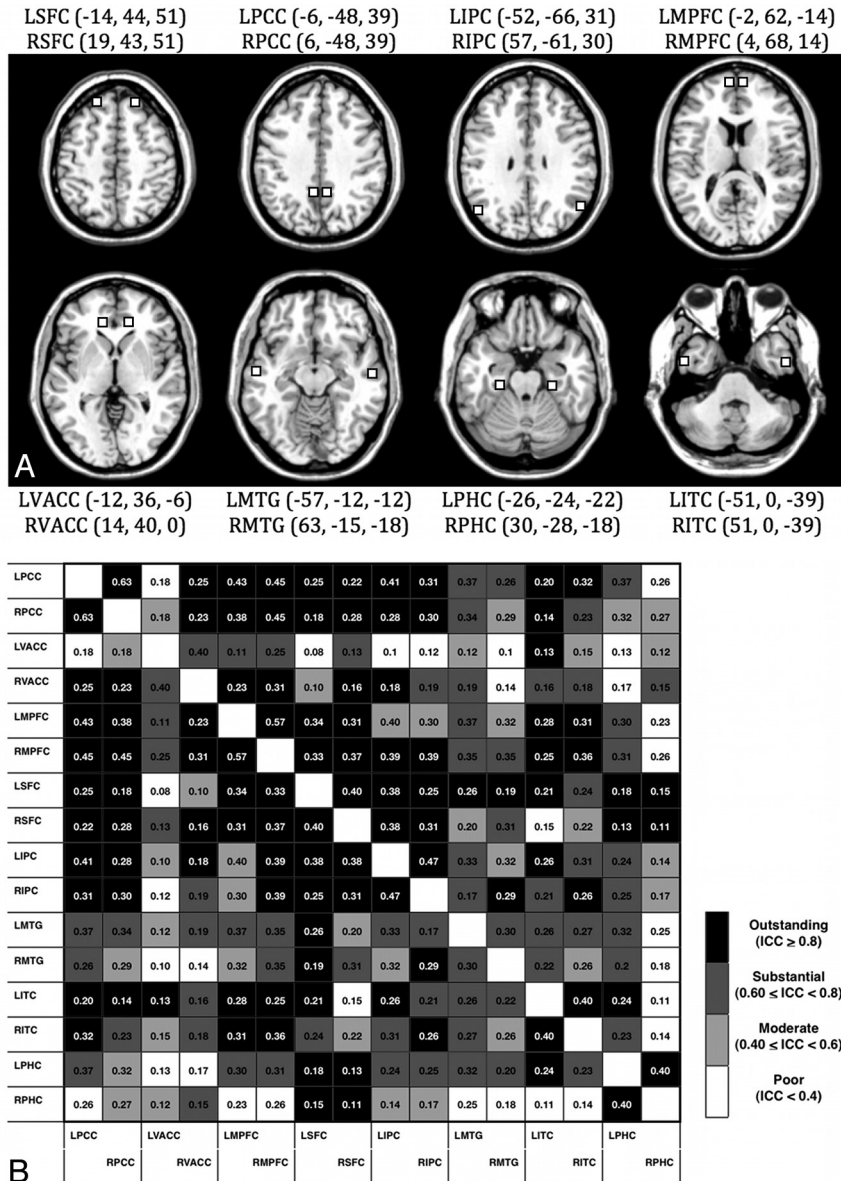 LSFC (-14, 44, 51) LPCC (-6, -48, 39) LIPC (-52, -66, 31) LMPFC (-2, 62, -14)
RSFC (19, 43, 51) RPCC (6, -48, 39) RIPC (57, -61, 30) RMPFC (4, 68, 14)
A
LVACC (-12, 36, -6) LMTG (-57, -12, -12) LPHC (-26, -24, -22) LITC (-51, 0, -39)
RVACC (14, 40, 0) RMTG (63, -15, -18) RPHC (30, -28, -18) RITC (51, 0, -39)
LPCC 0.63 0.18 0.25 0.43 0.45 0.25 0.22 0.41 0.31 0.37 0.26 0.20 0.32 0.37 0.26
RPCC 0.63 0.18 0.23 0.38 0.45 0.18 0.28 0.28 0.30 0.34 0.29 0.14 0.23 0.32 0.27
LVACC 0.18 0.18 0.40 0.11 0.25 0.08 0.13 0.1 0.12 0.12 0.1 0.13 0.15 0.13 0.12
RVACC 0.25 0.23 0.40 0.23 0.31 0.10 0.16 0.18 0.19 0.19 0.14 0.16 0.18 0.17 0.15
LMPFC 0.43 0.38 0.11 0.23 0.57 0.34 0.31 0.40 0.30 0.37 0.32 0.28 0.31 0.30 0.23
RMPFC 0.45 0.45 0.25 0.31 0.57 0.33 0.37 0.39 0.39 0.35 0.35 0.25 0.36 0.31 0.26
LSFC 0.25 0.18 0.08 0.10 0.34 0.33 0.40 0.38 0.25 0.26 0.19 0.21 0.24 0.18 0.15
RSFC 0.22 0.28 0.13 0.16 0.31 0.37 0.40 0.38 0.31 0.20 0.31 0.15 0.22 0.13 0.11
LIPC 0.41 0.28 0.10 0.18 0.40 0.39 0.38 0.38 0.47 0.33 0.32 0.26 0.31 0.24 0.14
RIPC 0.31 0.30 0.12 0.19 0.30 0.39 0.25 0.31 0.47 0.17 0.29 0.21 0.26 0.25 0.17
LMTG 0.37 0.34 0.12 0.19 0.37 0.35 0.26 0.20 0.33 0.17 0.30 0.26 0.27 0.32 0.25
RMTG 0.26 0.29 0.10 0.14 0.32 0.35 0.19 0.31 0.32 0.29 0.30 0.22 0.26 0.2 0.18
LITC 0.20 0.14 0.13 0.16 0.28 0.25 0.21 0.15 0.26 0.21 0.26 0.22 0.40 0.24 0.11
RITC 0.32 0.23 0.15 0.18 0.31 0.36 0.24 0.22 0.31 0.26 0.27 0.26 0.40 0.23 0.14
LPHC 0.37 0.32 0.13 0.17 0.30 0.31 0.18 0.13 0.24 0.25 0.32 0.20 0.24 0.23 0.40
RPHC 0.26 0.27 0.12 0.15 0.23 0.26 0.15 0.11 0.14 0.17 0.25 0.18 0.11 0.14 0.40
LPCC LVACC LMPFC LSFC LIPC LMTG LITC LPHC
RPCC RVACC RMPFC RSFC RIPC RMTG RITC RPHC
B
Outstanding
(ICC ≥ 0.8)
Substantial
(0.60 ≤ ICC < 0.8)
Moderate
(0.40 ≤ ICC < 0.6)
Poor
(ICC < 0.4)